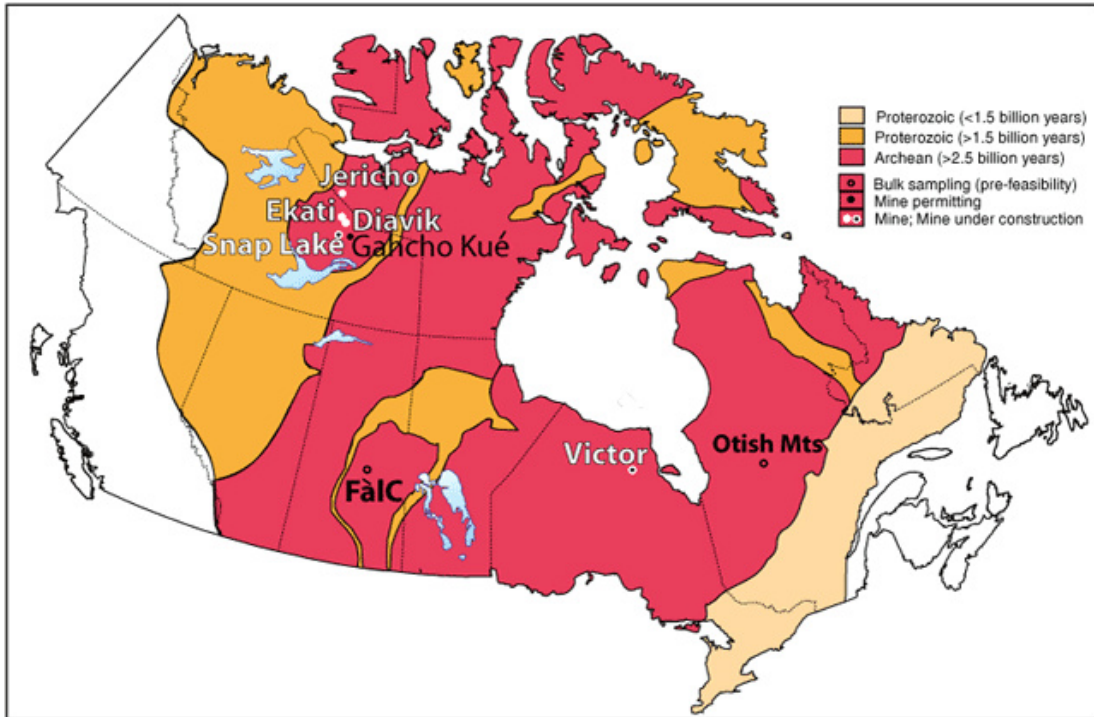 Proterozoic (<1.5 billion years)
Proterozoic (>1.5 billion years)
Archean (>2.5 billion years)
Bulk sampling (pre-feasibility)
Mine permitting
Mine; Mine under construction
Jericho
Ekati
Diavik
Snap Lake
Gahcho Kué
Victor
Otish Mts
FàlC